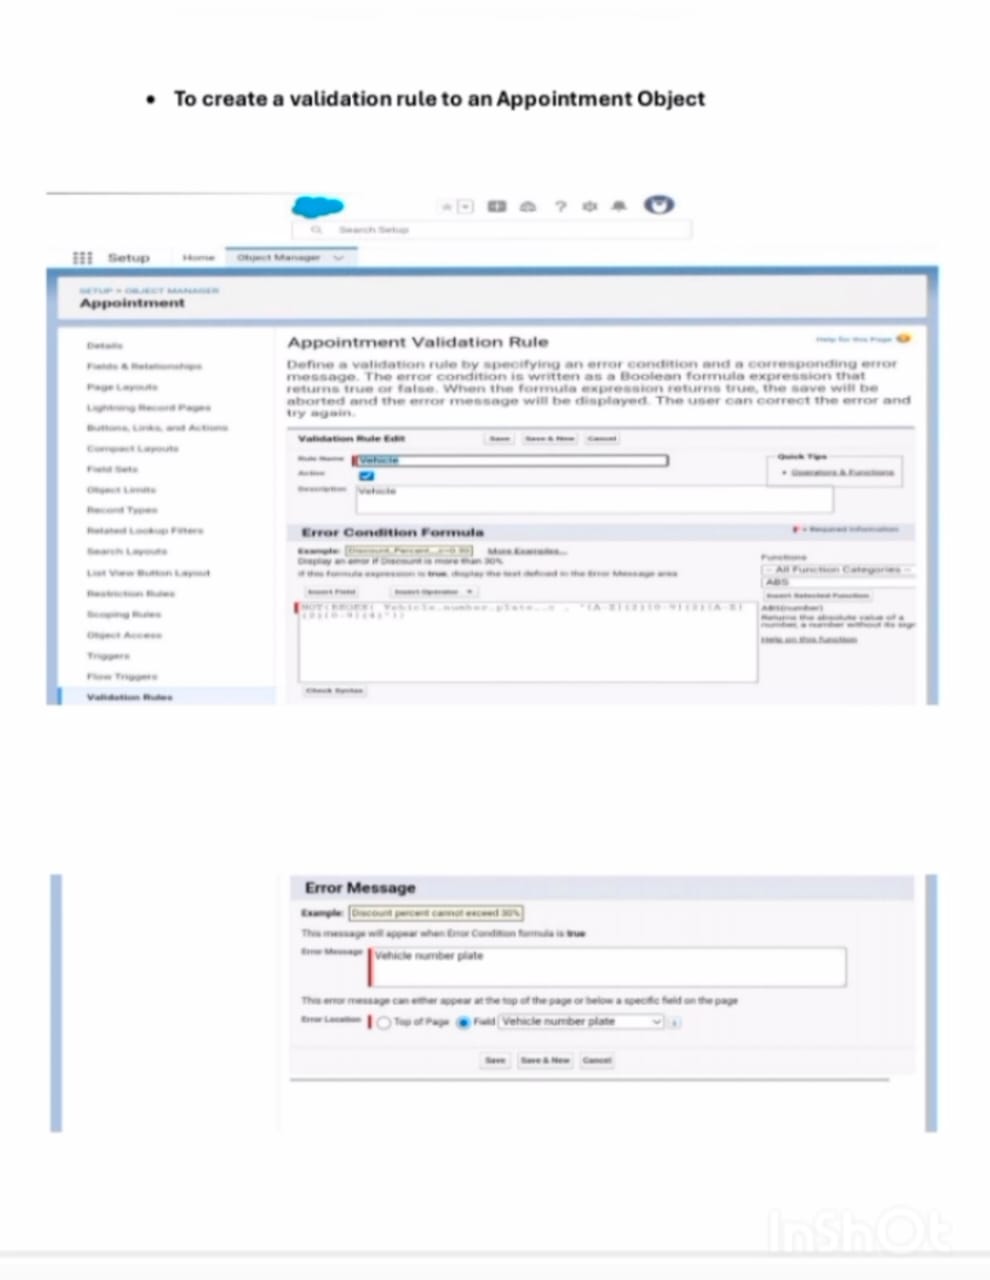 • To create a validation rule to an Appointment Object
Search Setup
Setup Home Object Manager
SETUP > OBJECT MANAGER
Appointment
Details
Fields & Relationships
Page Layouts
Lightning Record Pages
Buttons, Links, and Actions
Compact Layouts
Field Sets
Object Limits
Record Types
Related Lookup Filters
Search Layouts
List View Button Layout
Restriction Rules
Scoping Rules
Object Access
Triggers
Flow Triggers
Validation Rules
Appointment Validation Rule
Help for this Page
Define a validation rule by specifying an error condition and a corresponding error
message. The error condition is written as a Boolean formula expression that
returns true or false. When the formula expression returns true, the save will be
aborted and the error message will be displayed. The user can correct the error and
try again.
Validation Rule Edit Save Save & New Cancel
Rule Name Vehicle
Active
Description Vehicle
Quick Tips
• Operators & Functions
Error Condition Formula
= Required Information
Example: Discount_Percent__c>0.30 More Examples...
Display an error if Discount is more than 30%
If this formula expression is true, display the text defined in the Error Message area
Insert Field Insert Operator
NOT(REGEX( Vehicle_number_plate__c , "[A-Z]{2}[0-9]{2}[A-Z]
{2}[0-9]{4}"))
Check Syntax
Functions
-- All Function Categories --
ABS
Insert Selected Function
ABS(number)
Returns the absolute value of a
number, a number without its sign
Help on this function
Error Message
Example: Discount percent cannot exceed 30%
This message will appear when Error Condition formula is true
Error Message Vehicle number plate
This error message can either appear at the top of the page or below a specific field on the page
Error Location Top of Page Field Vehicle number plate i
Save Save & New Cancel
InShOt